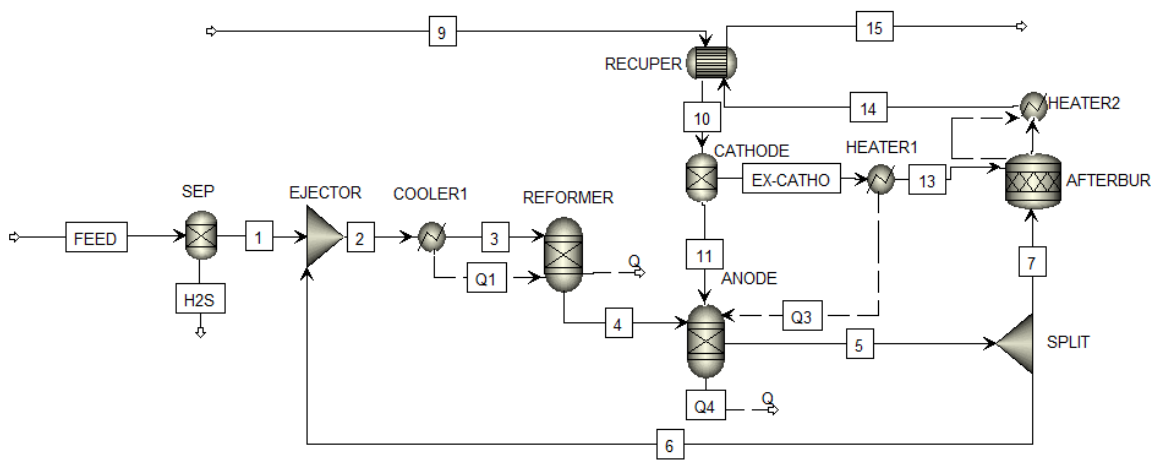 9
15
RECUPER
HEATER2
14
10
CATHODE
HEATER1
SEP
EJECTOR
COOLER1
REFORMER
EX-CATHO
13
AFTERBUR
FEED
1
2
3
11
7
Q1
Q
ANODE
H2S
4
Q3
5
SPLIT
Q4
Q
6